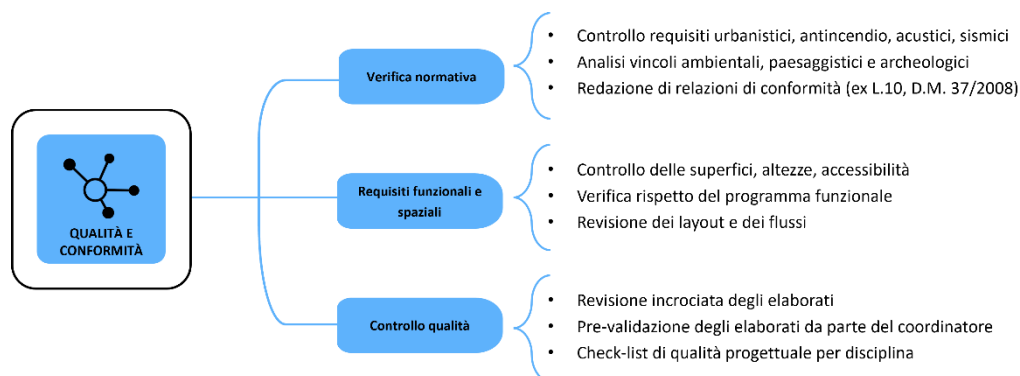 QUALITÀ E
CONFORMITÀ
Verifica normativa
• Controllo requisiti urbanistici, antincendio, acustici, sismici
• Analisi vincoli ambientali, paesaggistici e archeologici
• Redazione di relazioni di conformità (ex L.10, D.M. 37/2008)
Requisiti funzionali e
spaziali
• Controllo delle superfici, altezze, accessibilità
• Verifica rispetto del programma funzionale
• Revisione dei layout e dei flussi
Controllo qualità
• Revisione incrociata degli elaborati
• Pre-validazione degli elaborati da parte del coordinatore
• Check-list di qualità progettuale per disciplina